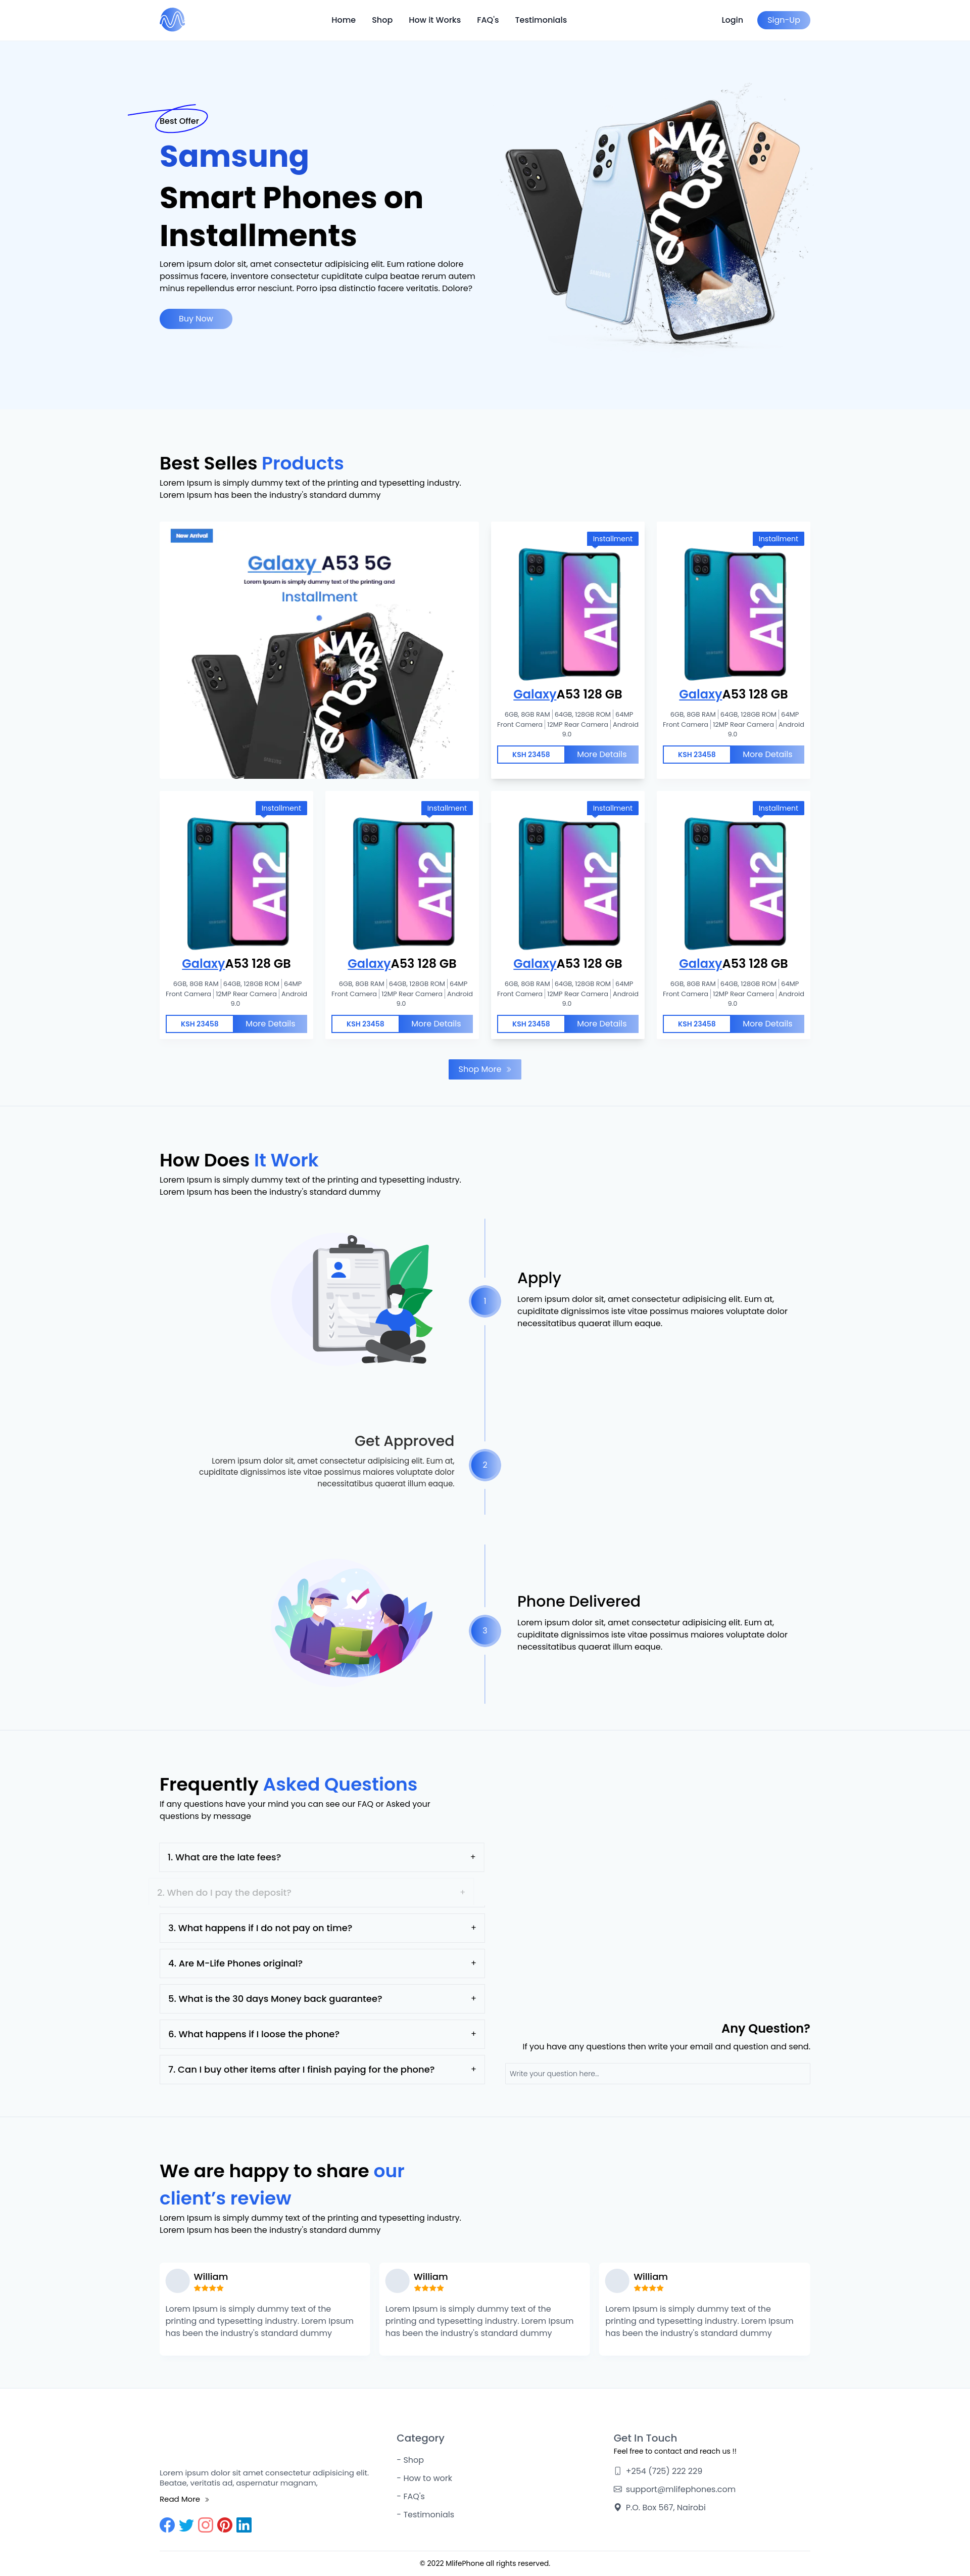 Home Shop How it Works FAQ's Testimonials Login Sign-Up
Best Offer
Samsung
Smart Phones on
Installments
Lorem ipsum dolor sit, amet consectetur adipisicing elit. Eum ratione dolore
possimus facere, inventore consectetur cupiditate culpa beatae rerum autem
minus repellendus error nesciunt. Porro ipsa distinctio facere veritatis. Dolore?
Buy Now
AWE
SOME
SAMSUNG
Best Selles Products
Lorem Ipsum is simply dummy text of the printing and typesetting industry.
Lorem Ipsum has been the industry's standard dummy
New Arrival
Galaxy A53 5G
Lorem Ipsum is simply dummy text of the printing and
Installment
AWE
SOME
SAMSUNG
Installment
A12
GalaxyA53 128 GB
6GB, 8GB RAM 64GB, 128GB ROM 64MP
Front Camera 12MP Rear Camera Android
9.0
KSH 23458 More Details
Installment
A12
GalaxyA53 128 GB
6GB, 8GB RAM 64GB, 128GB ROM 64MP
Front Camera 12MP Rear Camera Android
9.0
KSH 23458 More Details
Installment
A12
GalaxyA53 128 GB
6GB, 8GB RAM 64GB, 128GB ROM 64MP
Front Camera 12MP Rear Camera Android
9.0
KSH 23458 More Details
Installment
A12
GalaxyA53 128 GB
6GB, 8GB RAM 64GB, 128GB ROM 64MP
Front Camera 12MP Rear Camera Android
9.0
KSH 23458 More Details
Installment
A12
GalaxyA53 128 GB
6GB, 8GB RAM 64GB, 128GB ROM 64MP
Front Camera 12MP Rear Camera Android
9.0
KSH 23458 More Details
Installment
A12
GalaxyA53 128 GB
6GB, 8GB RAM 64GB, 128GB ROM 64MP
Front Camera 12MP Rear Camera Android
9.0
KSH 23458 More Details
Shop More »
How Does It Work
Lorem Ipsum is simply dummy text of the printing and typesetting industry.
Lorem Ipsum has been the industry's standard dummy
1
Apply
Lorem ipsum dolor sit, amet consectetur adipisicing elit. Eum at,
cupiditate dignissimos iste vitae possimus maiores voluptate dolor
necessitatibus quaerat illum eaque.
Get Approved
Lorem ipsum dolor sit, amet consectetur adipisicing elit. Eum at,
cupiditate dignissimos iste vitae possimus maiores voluptate dolor
necessitatibus quaerat illum eaque.
2
3
Phone Delivered
Lorem ipsum dolor sit, amet consectetur adipisicing elit. Eum at,
cupiditate dignissimos iste vitae possimus maiores voluptate dolor
necessitatibus quaerat illum eaque.
Frequently Asked Questions
If any questions have your mind you can see our FAQ or Asked your
questions by message
1. What are the late fees? +
2. When do I pay the deposit? +
3. What happens if I do not pay on time? +
4. Are M-Life Phones original? +
5. What is the 30 days Money back guarantee? +
6. What happens if I loose the phone? +
7. Can I buy other items after I finish paying for the phone? +
Any Question?
If you have any questions then write your email and question and send.
Write your question here...
We are happy to share our
client’s review
Lorem Ipsum is simply dummy text of the printing and typesetting industry.
Lorem Ipsum has been the industry's standard dummy
William
Lorem Ipsum is simply dummy text of the
printing and typesetting industry. Lorem Ipsum
has been the industry's standard dummy
William
Lorem Ipsum is simply dummy text of the
printing and typesetting industry. Lorem Ipsum
has been the industry's standard dummy
William
Lorem Ipsum is simply dummy text of the
printing and typesetting industry. Lorem Ipsum
has been the industry's standard dummy
Lorem ipsum dolor sit amet consectetur adipisicing elit.
Beatae, veritatis ad, aspernatur magnam,
Read More »
Category
- Shop
- How to work
- FAQ's
- Testimonials
Get In Touch
Feel free to contact and reach us !!
+254 (725) 222 229
support@mlifephones.com
P.O. Box 567, Nairobi
© 2022 MlifePhone all rights reserved.